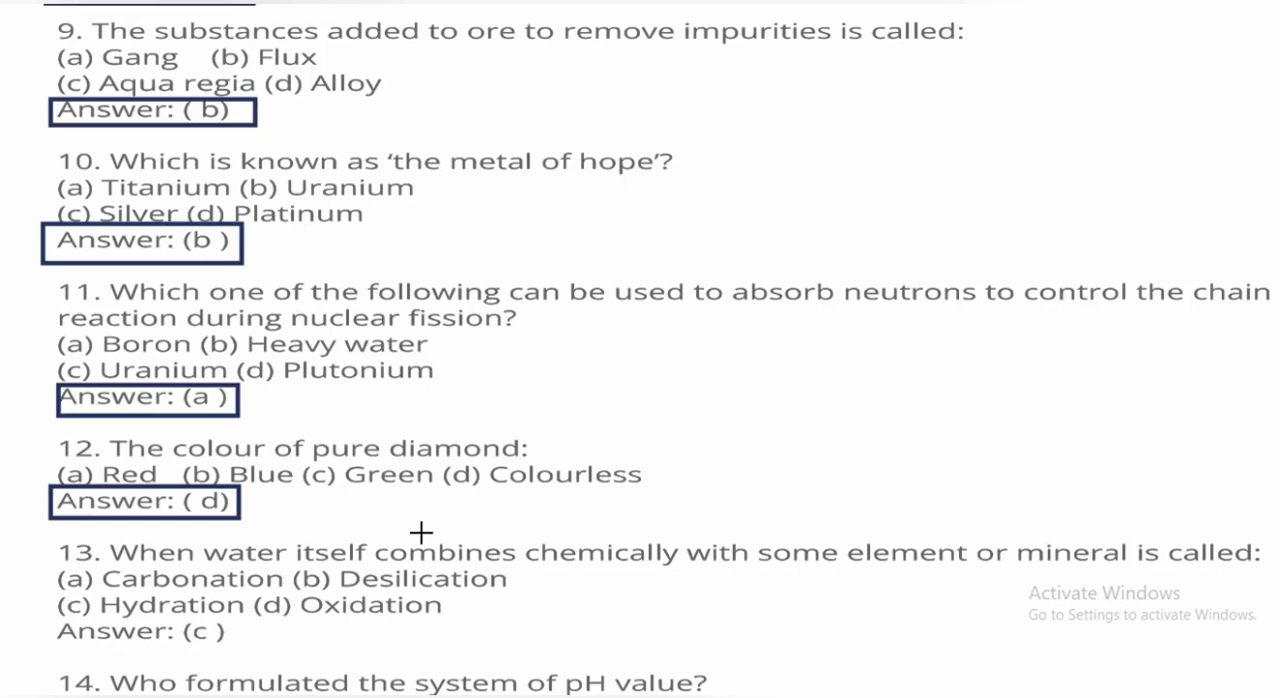 9. The substances added to ore to remove impurities is called:
(a) Gang (b) Flux
(c) Aqua regia (d) Alloy
Answer: ( b)
10. Which is known as ‘the metal of hope’?
(a) Titanium (b) Uranium
(c) Silver (d) Platinum
Answer: (b )
11. Which one of the following can be used to absorb neutrons to control the chain
reaction during nuclear fission?
(a) Boron (b) Heavy water
(c) Uranium (d) Plutonium
Answer: (a )
12. The colour of pure diamond:
(a) Red (b) Blue (c) Green (d) Colourless
Answer: ( d)
13. When water itself combines chemically with some element or mineral is called:
(a) Carbonation (b) Desilication
(c) Hydration (d) Oxidation
Answer: (c )
Activate Windows
Go to Settings to activate Windows.
14. Who formulated the system of pH value?